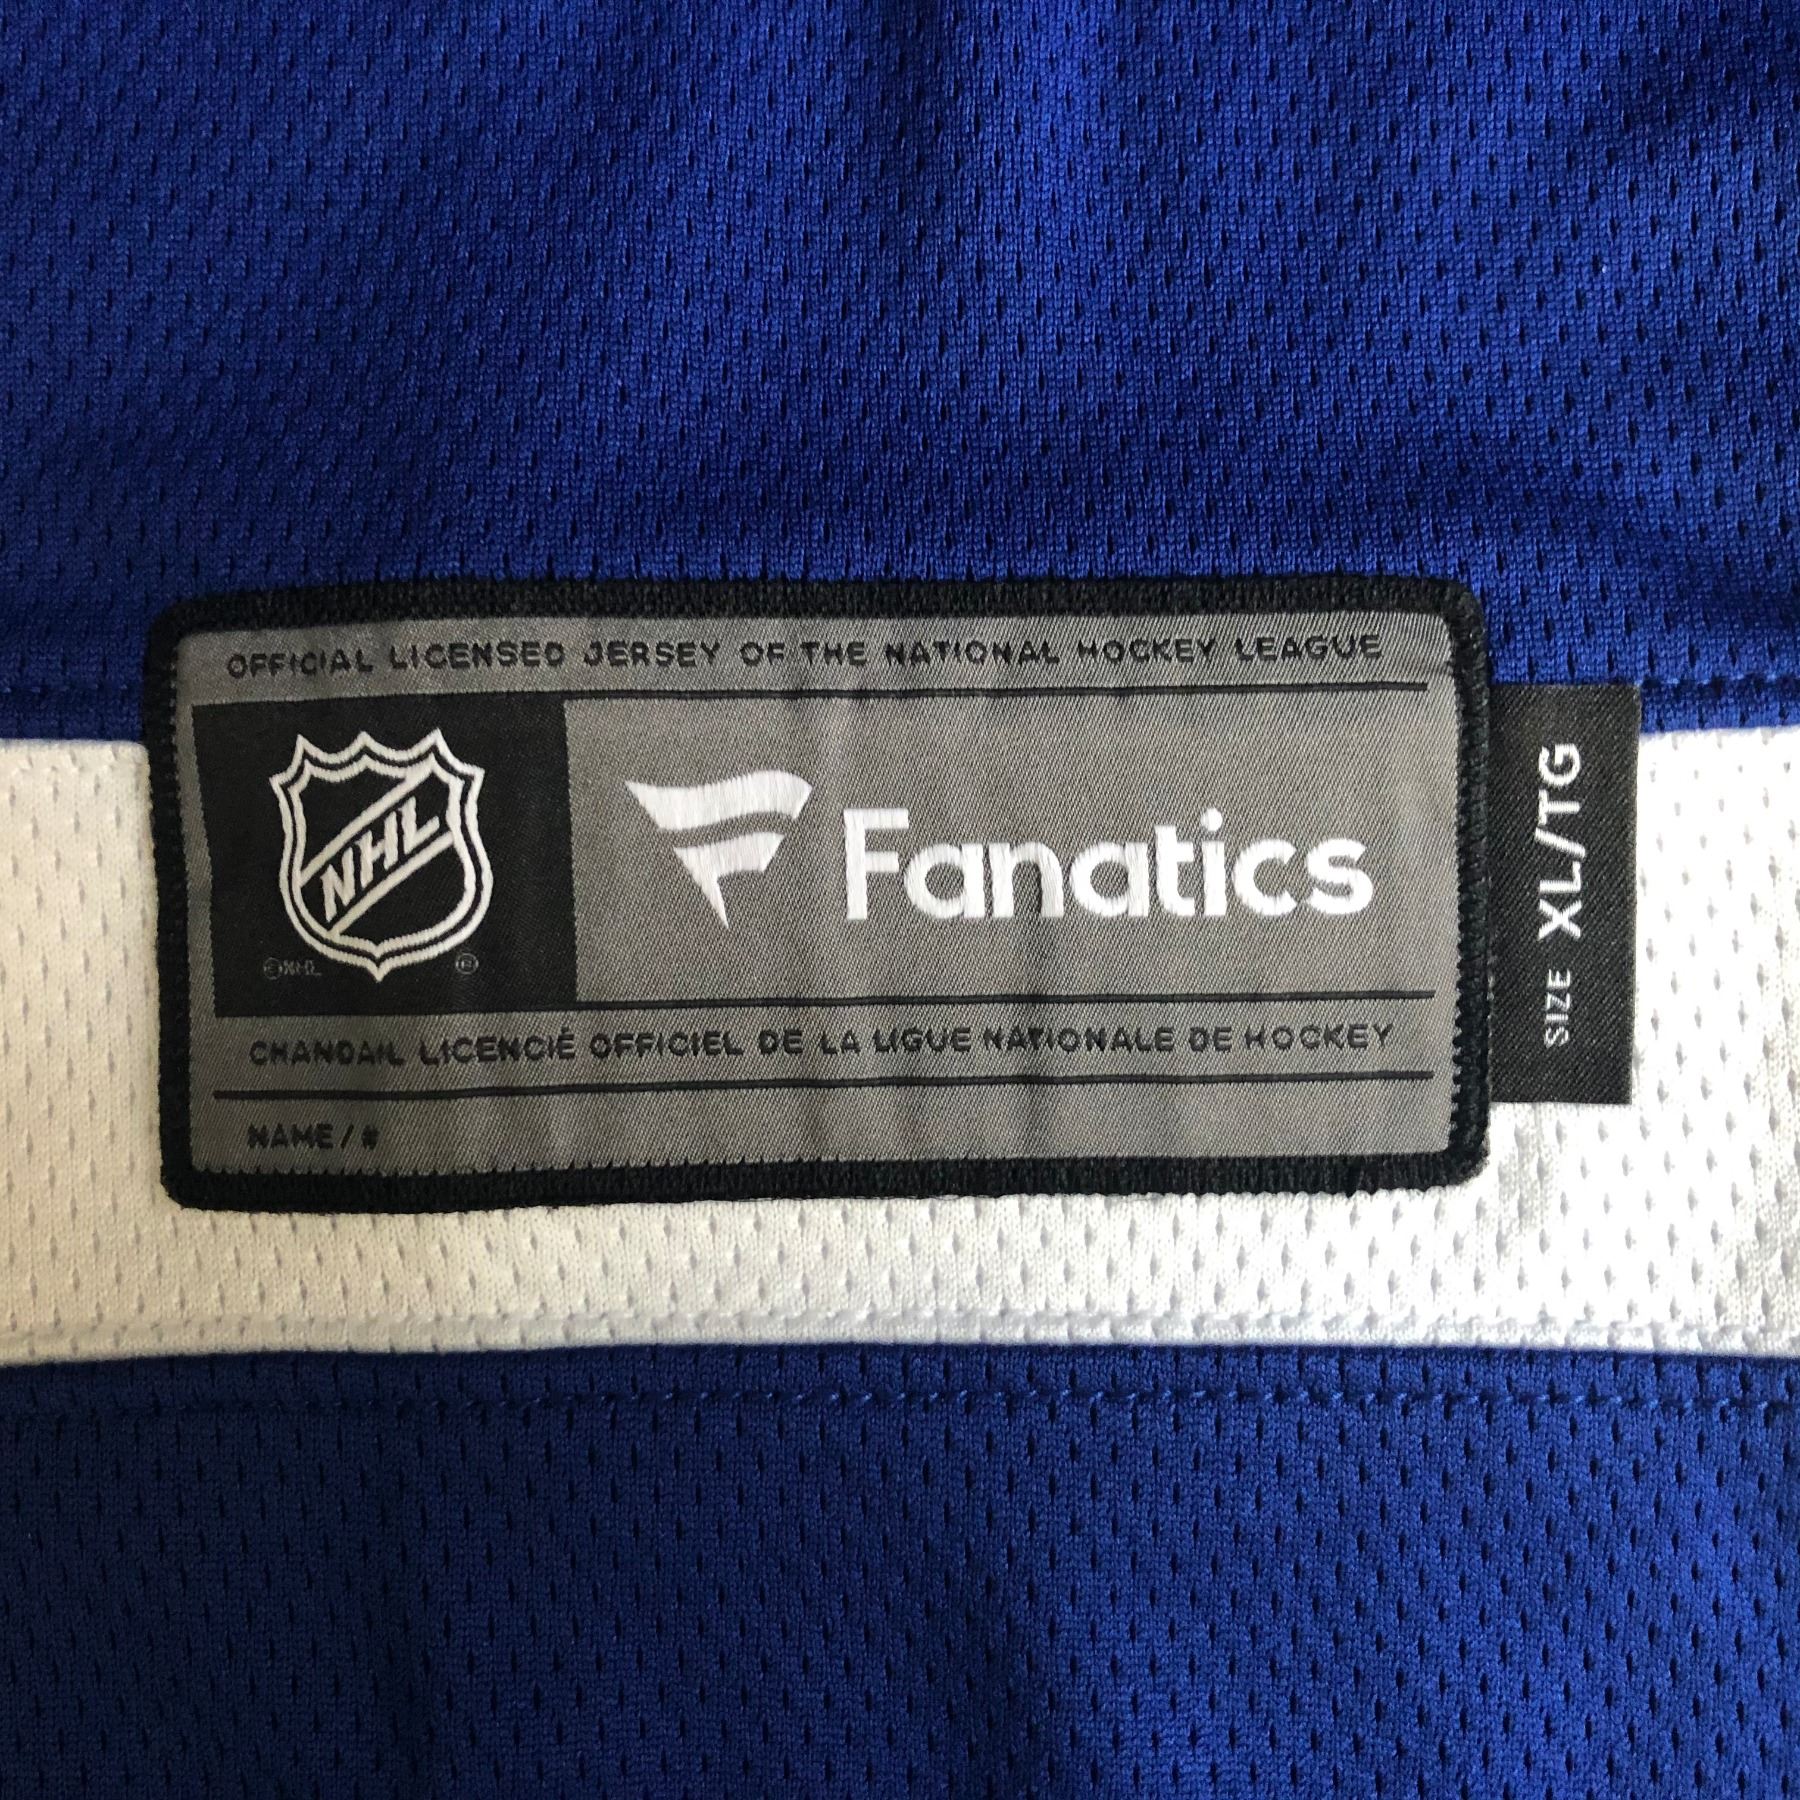 OFFICIAL LICENSED JERSEY OF THE NATIONAL HOCKEY LEAGUE
NHL
©NHL ®
Fanatics
CHANDAIL LICENCIÉ OFFICIEL DE LA LIGUE NATIONALE DE HOCKEY
NAME / #
SIZE XL/TG